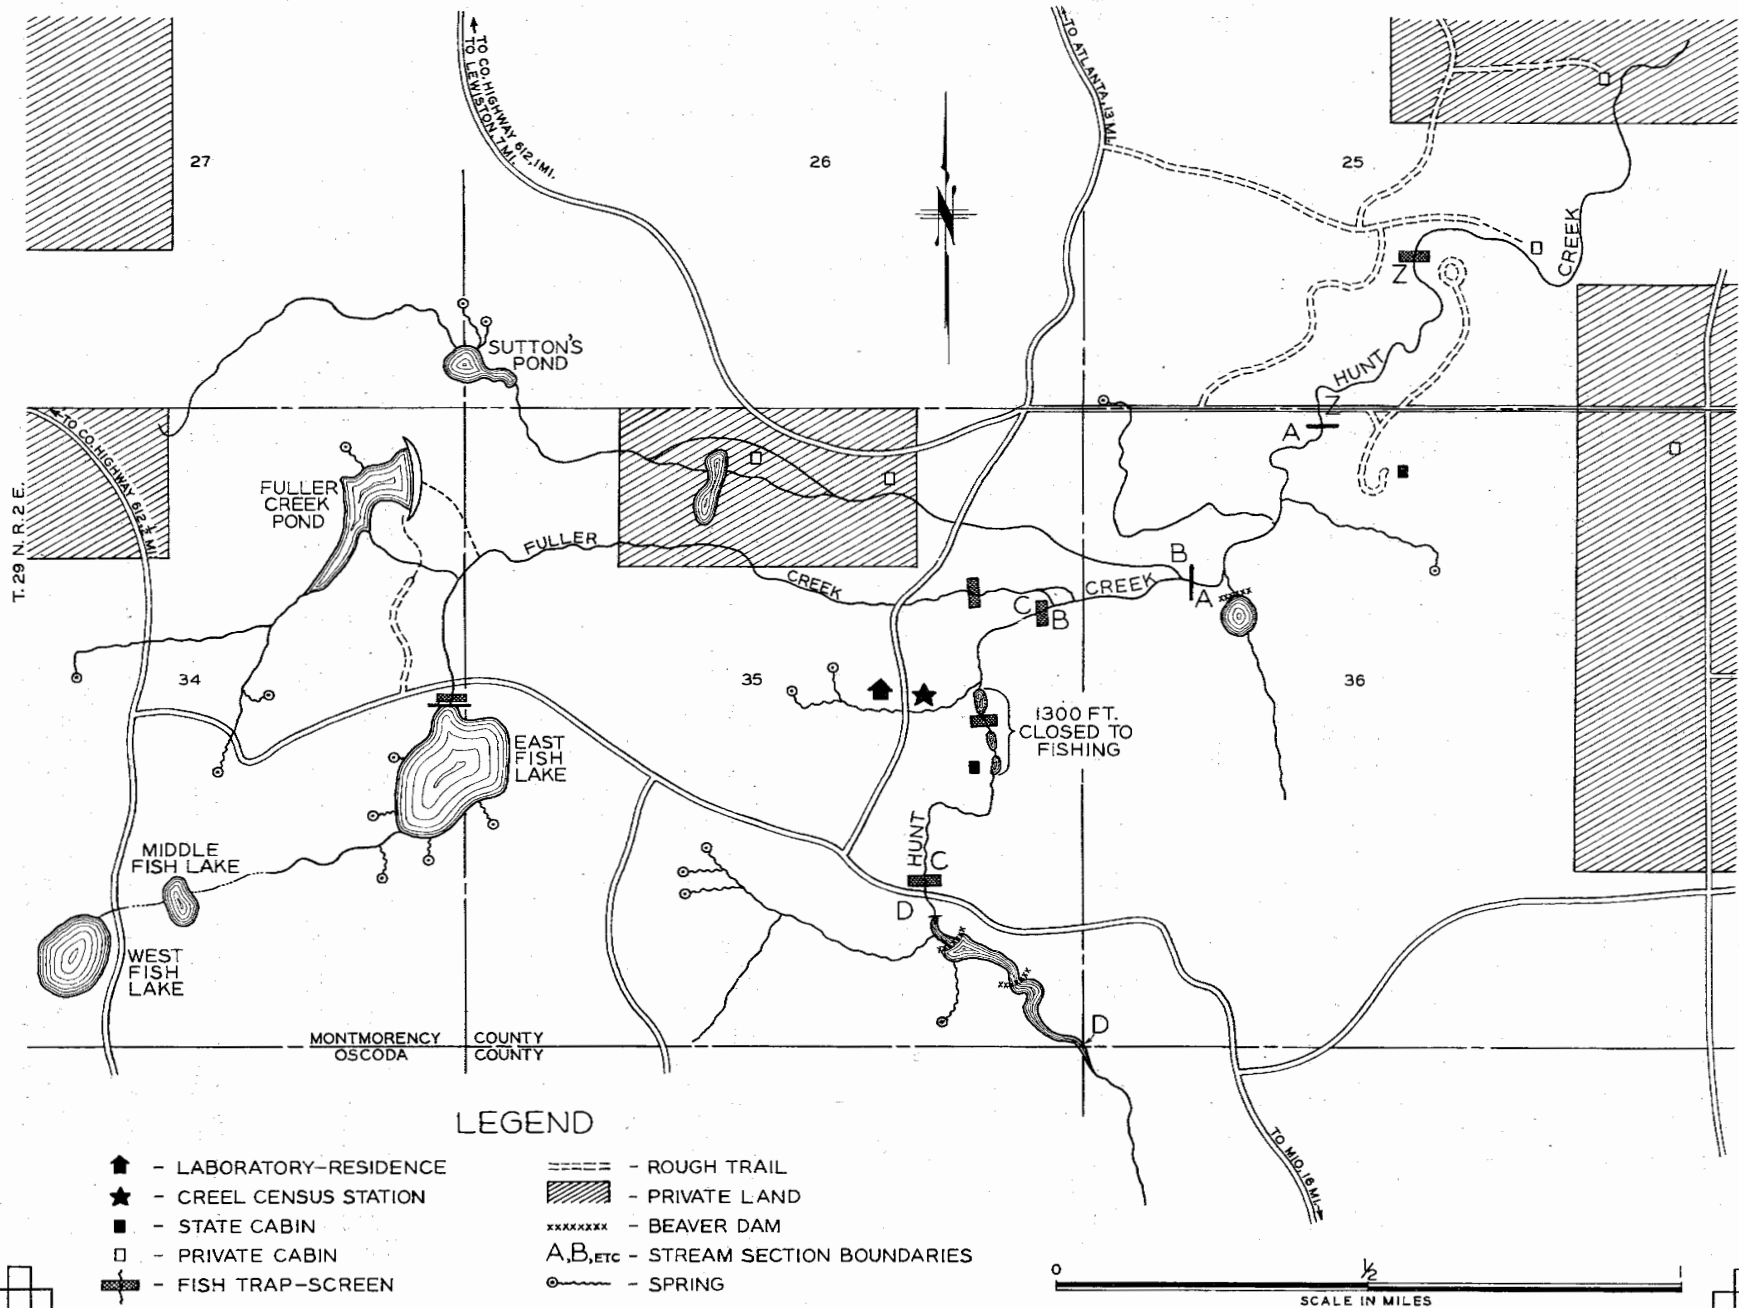 TO CO. HIGHWAY 612, 1 MI.
TO LEWISTON, 7 MI.
TO ATLANTA, 13 MI.
27
26
25
N
CREEK
Z
SUTTON'S
POND
HUNT
Z
A
TO CO. HIGHWAY 612, ½ MI.
T. 29 N. R. 2 E.
FULLER
CREEK
POND
FULLER
CREEK
CREEK
B
A
C
B
34
35
36
1300 FT.
CLOSED TO
FISHING
EAST
FISH
LAKE
HUNT
C
D
MIDDLE
FISH LAKE
WEST
FISH
LAKE
D
MONTMORENCY COUNTY
OSCODA COUNTY
TO MIO, 16 MI.
LEGEND
- LABORATORY-RESIDENCE
- CREEL CENSUS STATION
- STATE CABIN
- PRIVATE CABIN
- FISH TRAP-SCREEN
- ROUGH TRAIL
- PRIVATE LAND
- BEAVER DAM
A, B, ETC - STREAM SECTION BOUNDARIES
- SPRING
0 ½ 1
SCALE IN MILES